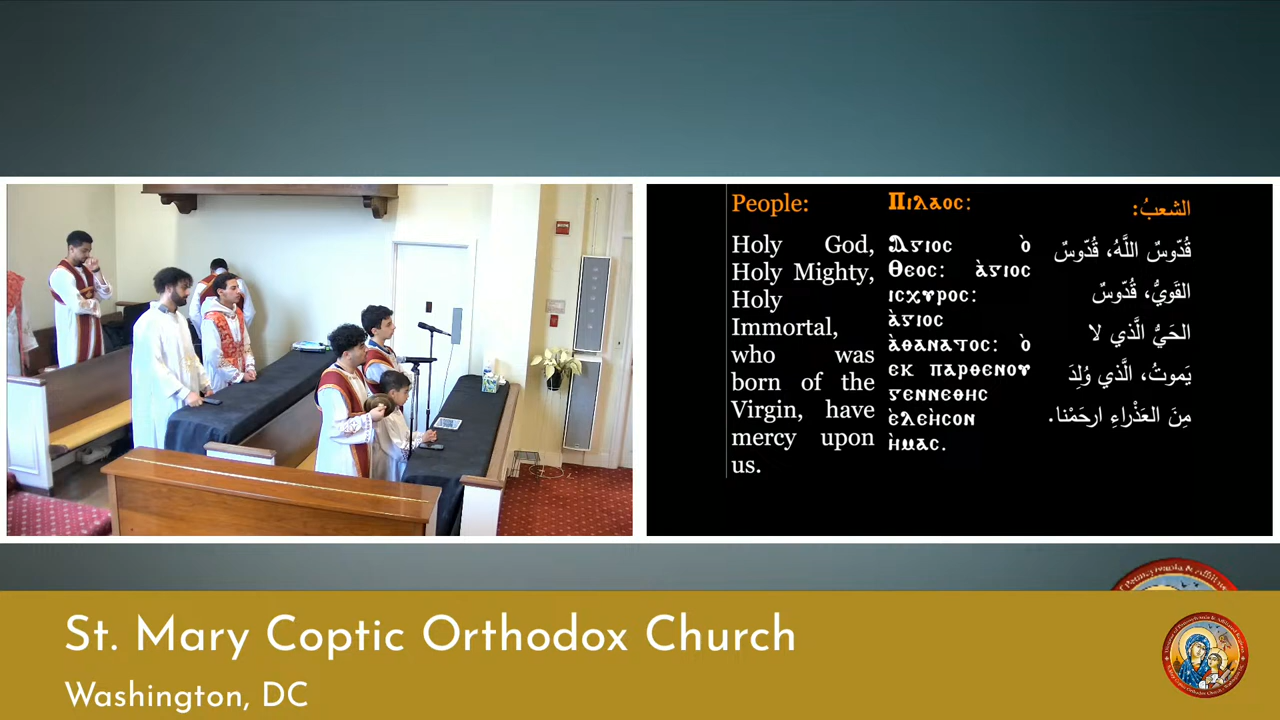 People:
Holy God,
Holy Mighty,
Holy
Immortal,
who was
born of the
Virgin, have
mercy upon
us.
Ⲡⲓⲗⲁⲟⲥ:
Ⲁⲅⲓⲟⲥ ⲟ̀
Ⲑⲉⲟⲥ: ⲁ̀ⲅⲓⲟⲥ
ⲓⲥⲭⲩⲣⲟⲥ:
ⲁ̀ⲅⲓⲟⲥ
ⲁ̀ⲑⲁⲛⲁⲧⲟⲥ: ⲟ̀
ⲉⲕ ⲡⲁⲣⲑⲉⲛⲟⲩ
ⲅⲉⲛⲛⲉⲑⲏⲥ
ⲉ̀ⲗⲉⲏ̀ⲥⲟⲛ
ⲏ̀ⲙⲁⲥ.
الشعبُ:
قُدّوسٌ اللَّهُ، قُدّوسٌ
القَويُّ، قُدّوسٌ
الحَيُّ الَّذي لا
يَموتُ، الَّذي وُلِدَ
مِنَ العَذْراءِ ارحَمْنا.
St. Mary Coptic Orthodox Church
Washington, DC